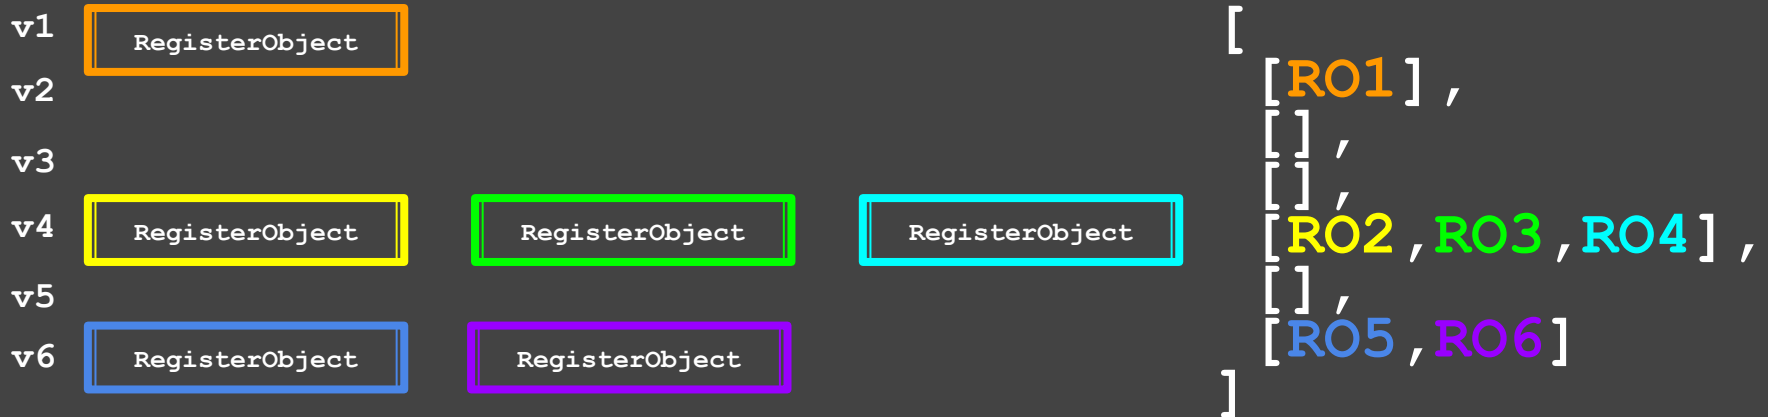 v1 RegisterObject [
v2 [RO1],
[],
v3 [],
v4 RegisterObject RegisterObject RegisterObject [RO2,RO3,RO4],
v5 [],
v6 RegisterObject RegisterObject [RO5,RO6]
]